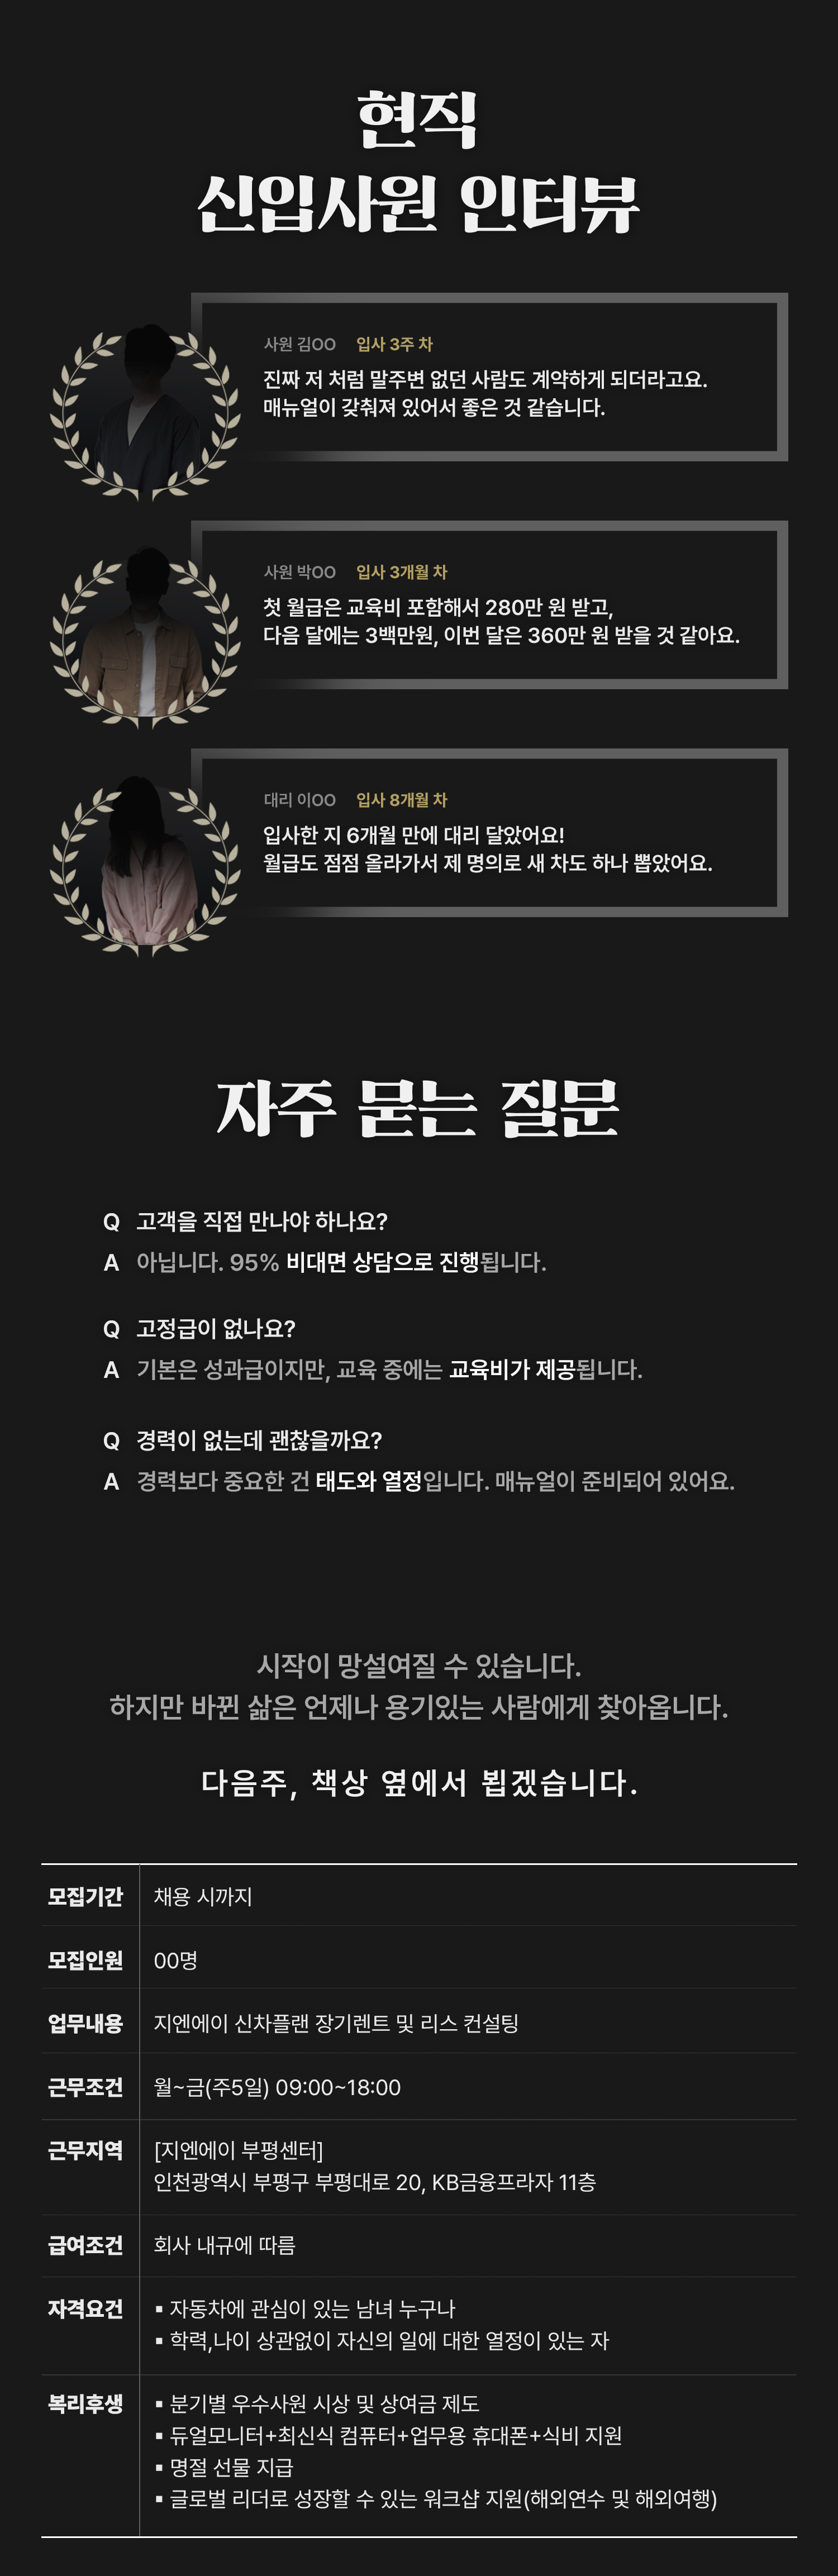 현직
신입사원 인터뷰
사원 김OO 입사 3주 차
진짜 저 처럼 말주변 없던 사람도 계약하게 되더라고요.
매뉴얼이 갖춰져 있어서 좋은 것 같습니다.
사원 박OO 입사 3개월 차
첫 월급은 교육비 포함해서 280만 원 받고,
다음 달에는 3백만원, 이번 달은 360만 원 받을 것 같아요.
대리 이OO 입사 8개월 차
입사한 지 6개월 만에 대리 달았어요!
월급도 점점 올라가서 제 명의로 새 차도 하나 뽑았어요.
자주 묻는 질문
Q 고객을 직접 만나야 하나요?
A 아닙니다. 95% 비대면 상담으로 진행됩니다.
Q 고정급이 없나요?
A 기본은 성과급이지만, 교육 중에는 교육비가 제공됩니다.
Q 경력이 없는데 괜찮을까요?
A 경력보다 중요한 건 태도와 열정입니다. 매뉴얼이 준비되어 있어요.
시작이 망설여질 수 있습니다.
하지만 바뀐 삶은 언제나 용기있는 사람에게 찾아옵니다.
다음주, 책상 옆에서 뵙겠습니다.
모집기간 채용 시까지
모집인원 00명
업무내용 지엔에이 신차플랜 장기렌트 및 리스 컨설팅
근무조건 월~금(주5일) 09:00~18:00
근무지역 [지엔에이 부평센터]
인천광역시 부평구 부평대로 20, KB금융프라자 11층
급여조건 회사 내규에 따름
자격요건 ▪ 자동차에 관심이 있는 남녀 누구나
▪ 학력,나이 상관없이 자신의 일에 대한 열정이 있는 자
복리후생 ▪ 분기별 우수사원 시상 및 상여금 제도
▪ 듀얼모니터+최신식 컴퓨터+업무용 휴대폰+식비 지원
▪ 명절 선물 지급
▪ 글로벌 리더로 성장할 수 있는 워크샵 지원(해외연수 및 해외여행)